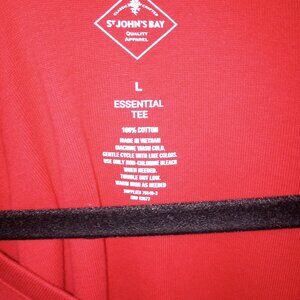 ST JOHN'S BAY
QUALITY
APPAREL
L
ESSENTIAL
TEE
100% COTTON
MADE IN VIETNAM
MACHINE WASH COLD.
GENTLE CYCLE WITH LIKE COLORS.
USE ONLY NON-CHLORINE BLEACH
WHEN NEEDED.
TUMBLE DRY LOW.
WARM IRON AS NEEDED